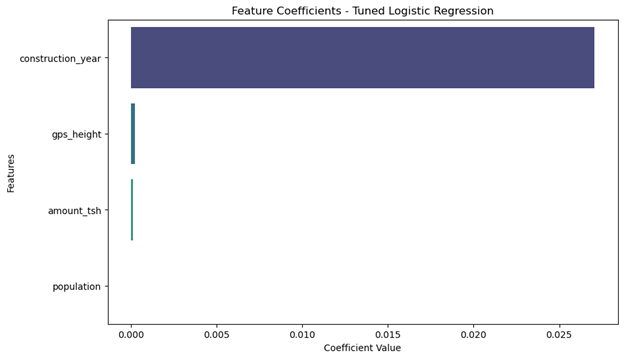 Feature Coefficients - Tuned Logistic Regression
construction_year
gps_height
amount_tsh
population
Features
0.000 0.005 0.010 0.015 0.020 0.025
Coefficient Value